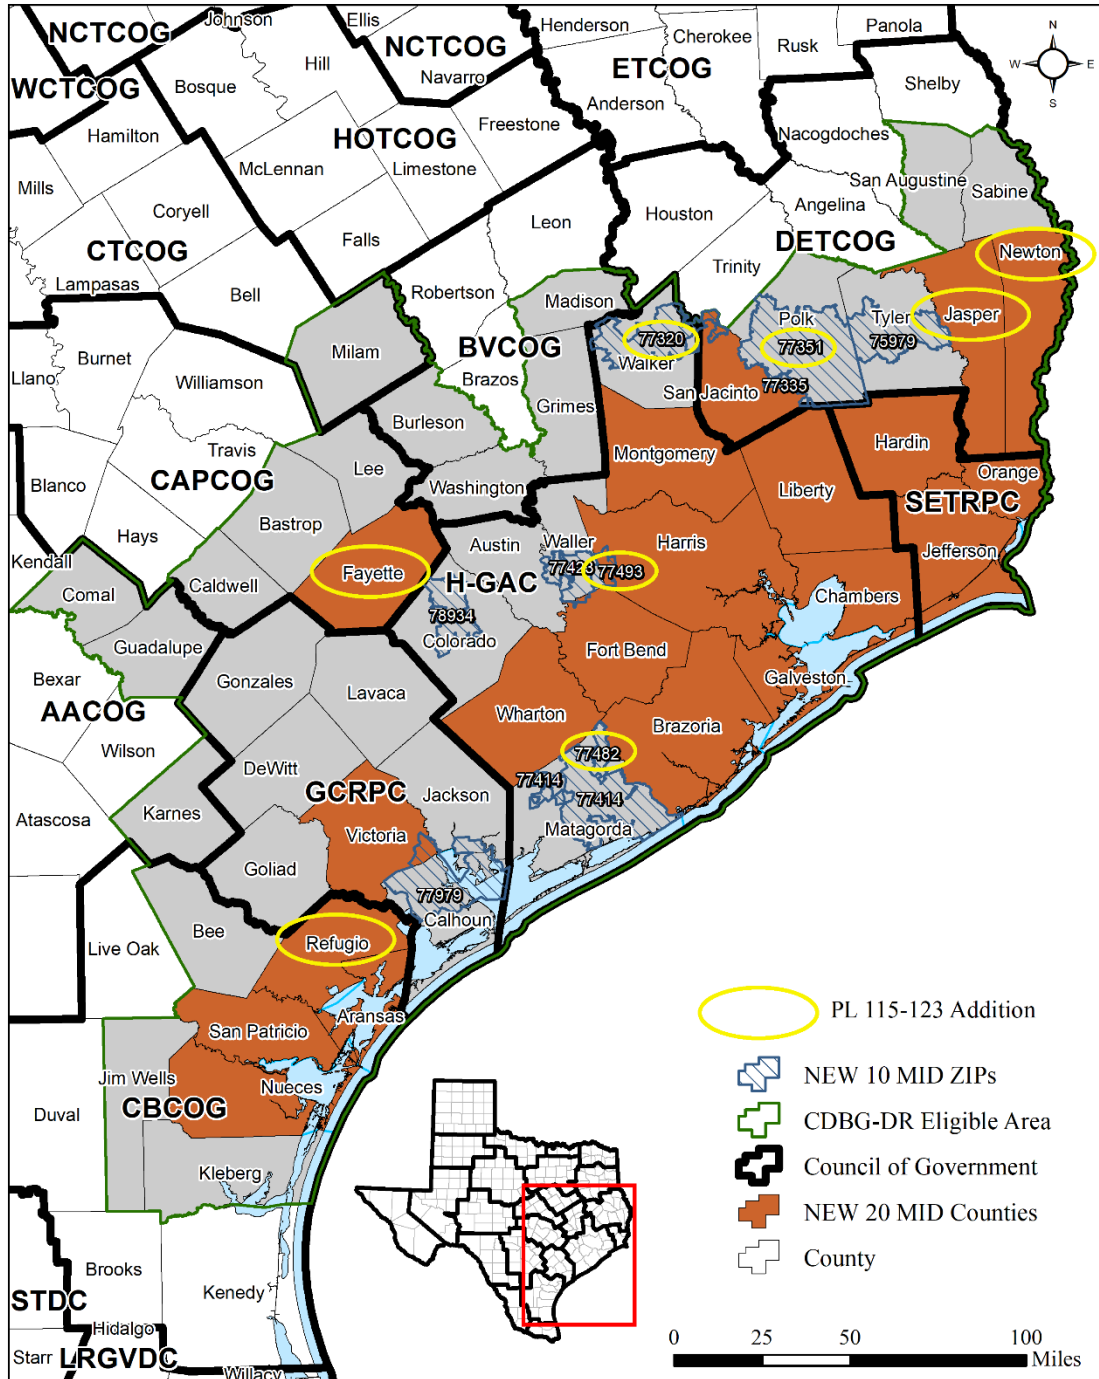 Johnson
Ellis
Henderson
Cherokee
Rusk
Panola
N
W
E
S
NCTCOG
NCTCOG
Hill
Navarro
ETCOG
WCTCOG
Bosque
Anderson
Shelby
Hamilton
HOTCOG
Freestone
Nacogdoches
McLennan
Limestone
San Augustine
Sabine
Mills
Coryell
Leon
Houston
Angelina
CTCOG
Falls
DETCOG
Newton
Lampasas
Bell
Robertson
Trinity
Madison
Polk
Tyler
Jasper
Burnet
Milam
BVCOG
77320
77351
75979
Llano
Williamson
Brazos
Walker
77335
San Jacinto
Grimes
Burleson
Travis
Montgomery
Hardin
Blanco
CAPCOG
Lee
Washington
Liberty
Orange
SETRPC
Bastrop
Hays
Austin
Waller
Harris
Jefferson
Kendall
Fayette
H-GAC
77423
77493
Comal
Caldwell
Chambers
78934
Colorado
Guadalupe
Fort Bend
Bexar
Gonzales
Lavaca
Galveston
AACOG
Wharton
Brazoria
Wilson
77482
DeWitt
77414
GCRPC
Jackson
77414
Karnes
Atascosa
Victoria
Matagorda
Goliad
77979
Calhoun
Bee
Live Oak
Refugio
Aransas
San Patricio
Jim Wells
Nueces
Duval
CBCOG
Kleberg
Brooks
Kenedy
STDC
Hidalgo
Starr
LRGVDC
Willacy
PL 115-123 Addition
NEW 10 MID ZIPs
CDBG-DR Eligible Area
Council of Government
NEW 20 MID Counties
County
0
25
50
100
Miles